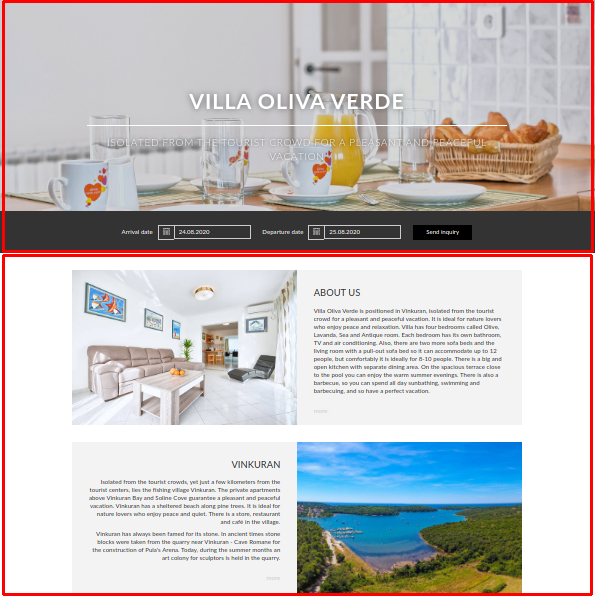 VILLA OLIVA VERDE
ISOLATED FROM THE TOURIST CROWD FOR A PLEASANT AND PEACEFUL
VACATION
Arrival date 24.08.2020 Departure date 25.08.2020 Send inquiry
ABOUT US
Villa Oliva Verde is positioned in Vinkuran, isolated from the tourist
crowd for a pleasant and peaceful vacation. It is ideal for nature lovers
who enjoy peace and relaxation. Villa has four bedrooms called Olive,
Lavanda, Sea and Antique room. Each bedroom has its own bathroom,
TV and air conditioning. Also, there are two more sofa beds and the
living room with a pull-out sofa bed so it can accommodate up to 12
people, but comfortably it is ideally for 8-10 people. There is a big and
open kitchen with separate dining area. On the spacious terrace close
to the pool you can enjoy the warm summer evenings. There is also a
barbecue, so you can spend all day sunbathing, swimming and
barbecuing, and so have a perfect vacation.
more
VINKURAN
Isolated from the tourist crowds, yet just a few kilometers from the
tourist centers, lies the fishing village Vinkuran. The private apartments
above Vinkuran Bay and Soline Cove guarantee a pleasant and peaceful
vacation. Vinkuran has a sheltered beach along pine trees. It is ideal for
nature lovers who enjoy peace and quiet. There is a store, restaurant
and café in the village.
Vinkuran has always been famed for its stone. In ancient times stone
blocks were taken from the quarry near Vinkuran - Cave Romane for
the construction of Pula's Arena. Today, during the summer months an
art colony for sculptors is held in the quarry.
more